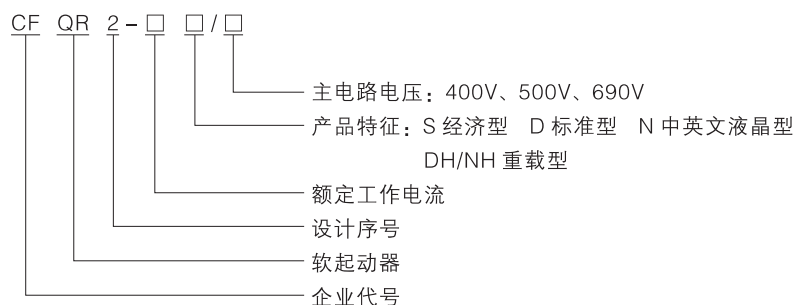 CF QR 2-□ □/□
主电路电压：400V、500V、690V
产品特征：S 经济型 D 标准型 N 中英文液晶型
DH/NH 重载型
额定工作电流
设计序号
软起动器
企业代号